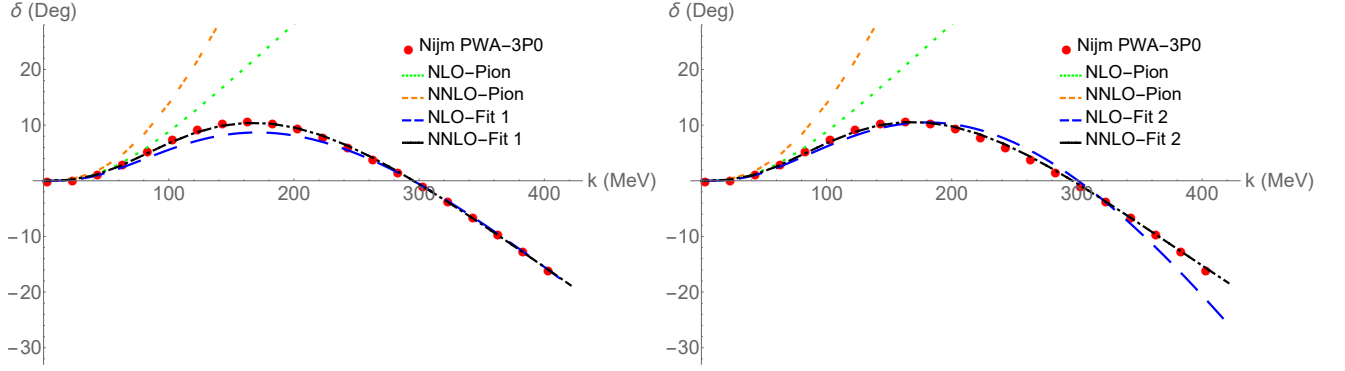 δ (Deg)
20
10
-10
-20
-30
100
200
300
400
k (MeV)
Nijm PWA-3P0
NLO-Pion
NNLO-Pion
NLO-Fit 1
NNLO-Fit 1
δ (Deg)
20
10
-10
-20
-30
100
200
300
400
k (MeV)
Nijm PWA-3P0
NLO-Pion
NNLO-Pion
NLO-Fit 2
NNLO-Fit 2